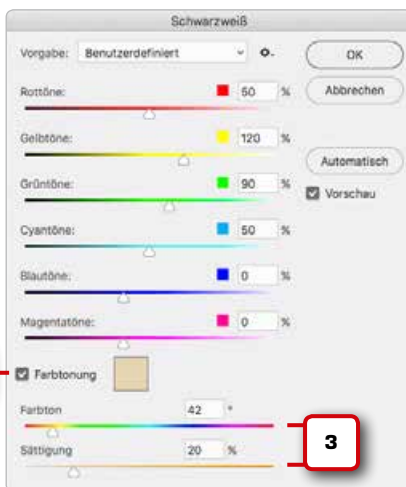 Schwarzweiß
Vorgabe: Benutzerdefiniert OK
Rottöne: 50 % Abbrechen
Gelbtöne: 120 %
Automatisch
Grüntöne: 90 % Vorschau
Cyantöne: 50 %
Blautöne: 0 %
Magentatöne: 0 %
Farbtonung
Farbton 42 °
3
Sättigung 20 %